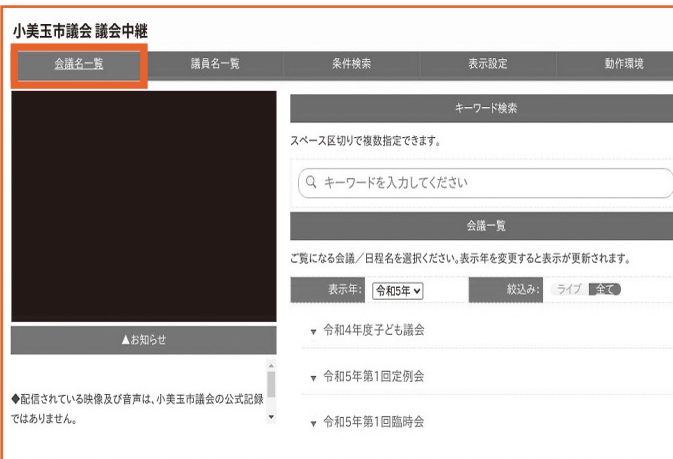 小美玉市議会 議会中継
会議名一覧 議員名一覧 条件検索 表示設定 動作環境
キーワード検索
スペース区切りで複数指定できます。
キーワードを入力してください
会議一覧
ご覧になる会議／日程名を選択ください。表示年を変更すると表示が更新されます。
表示年： 令和5年 絞込み： ライブ 全て
▼ 令和4年度子ども議会
▼ 令和5年第1回定例会
▼ 令和5年第1回臨時会
▲お知らせ
◆配信されている映像及び音声は、小美玉市議会の公式記録
ではありません。